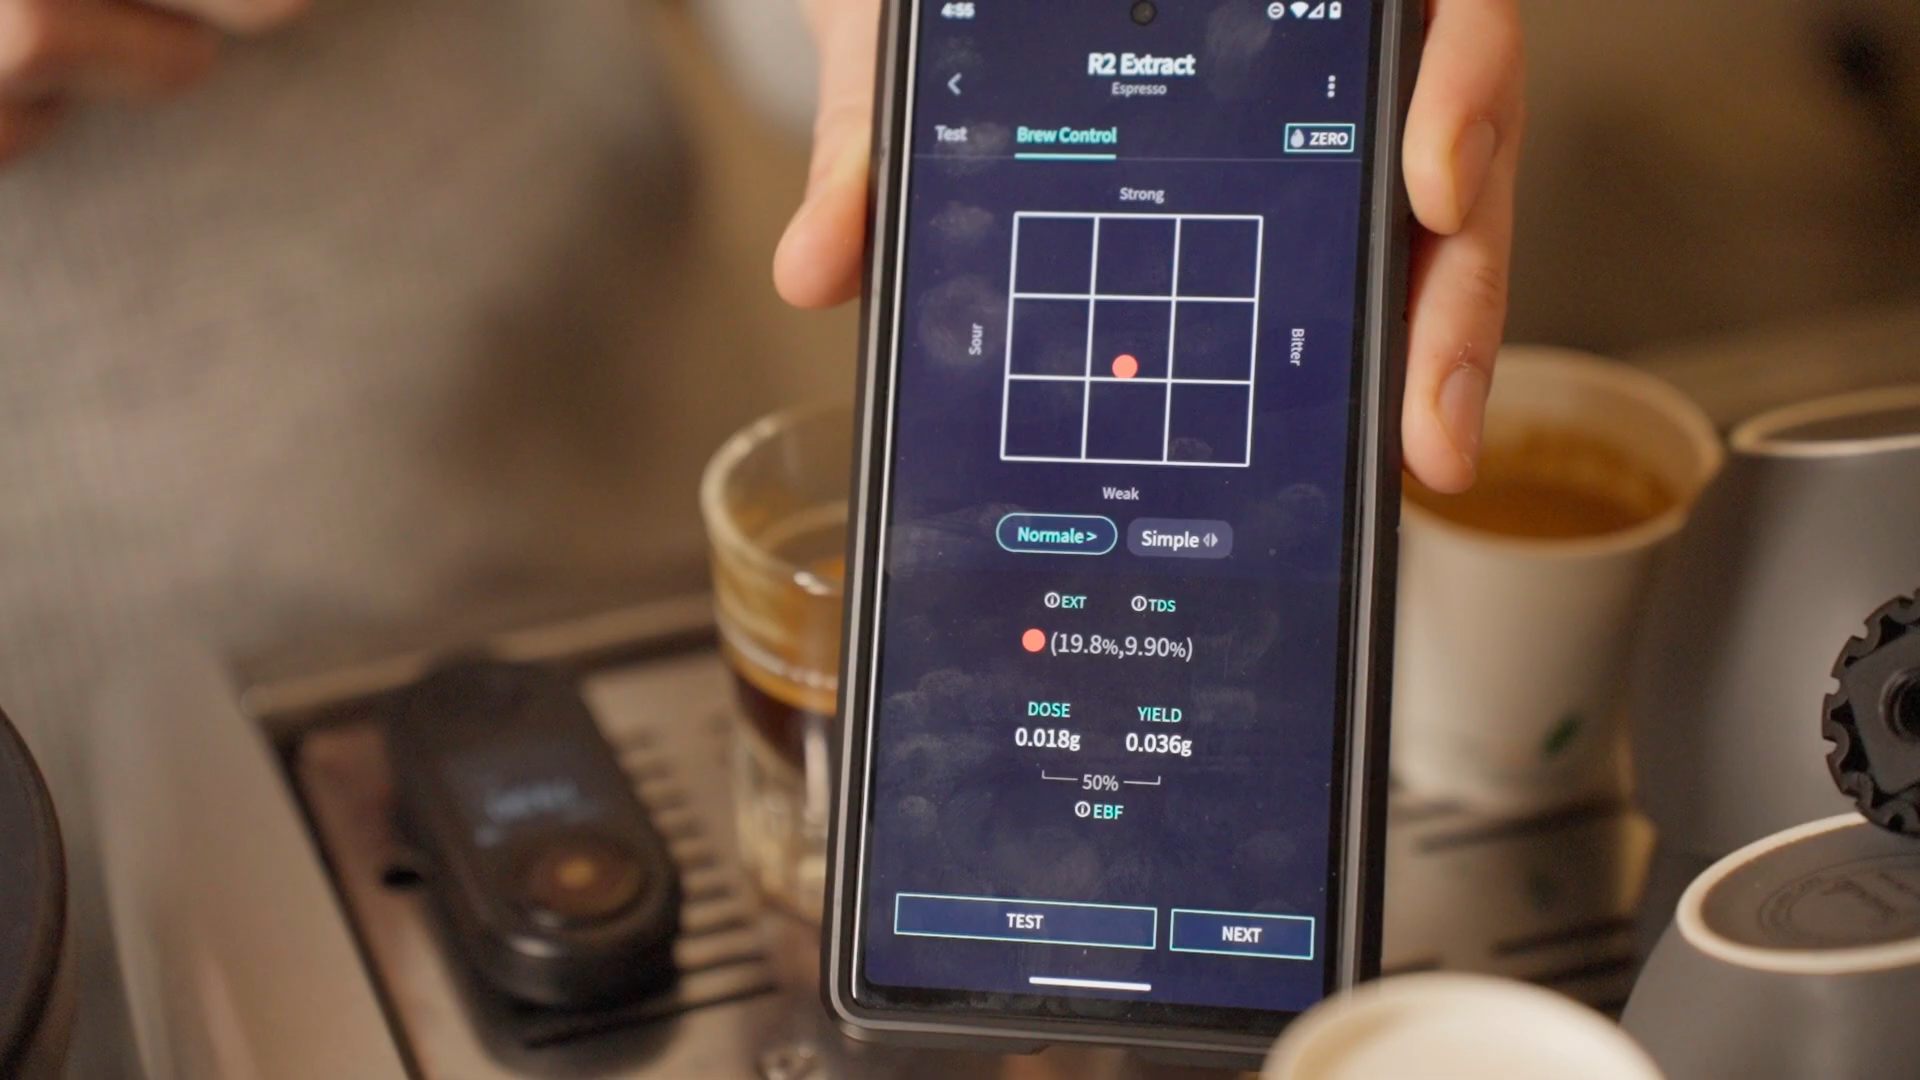 4:55
R2 Extract
Espresso
Test
Brew Control
ZERO
Strong
Sour
Bitter
Weak
Normale >
Simple
EXT
TDS
(19.8%,9.90%)
DOSE
YIELD
0.018g
0.036g
50%
EBF
TEST
NEXT